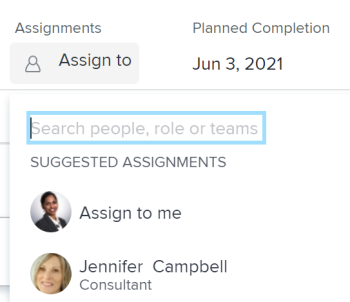 Assignments Planned Completion
Assign to Jun 3, 2021
Search people, role or teams
SUGGESTED ASSIGNMENTS
Assign to me
Jennifer Campbell
Consultant